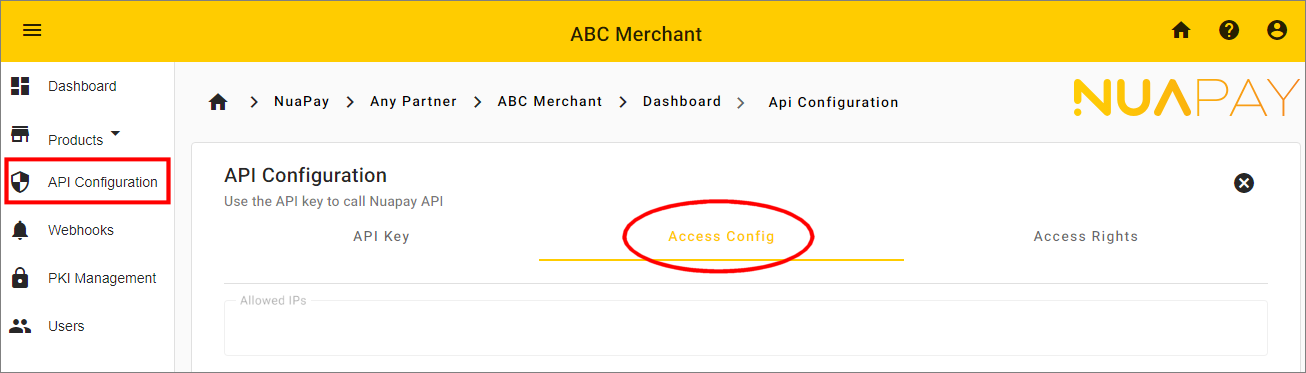 ABC Merchant
Dashboard
Products
API Configuration
Webhooks
PKI Management
Users
NuaPay > Any Partner > ABC Merchant > Dashboard > Api Configuration
NUAPAY
API Configuration
Use the API key to call Nuapay API
API Key
Access Config
Access Rights
Allowed IPs